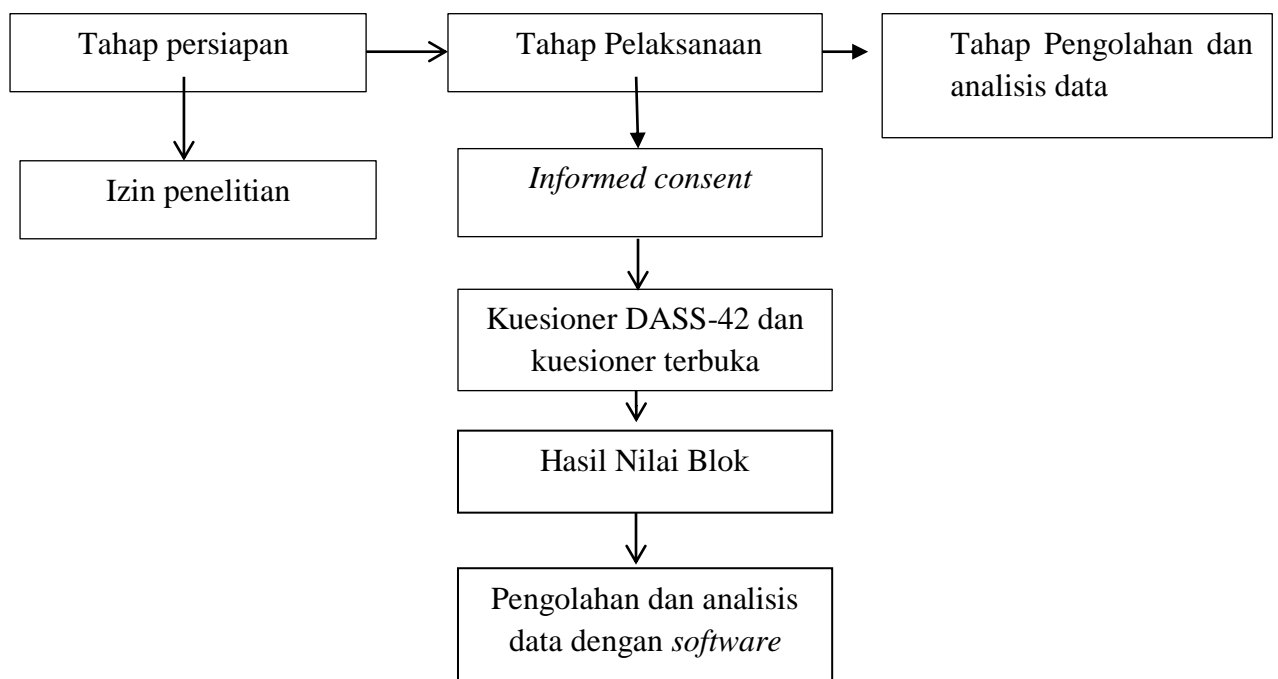 Tahap persiapan
Tahap Pelaksanaan
Tahap Pengolahan dan
analisis data
Izin penelitian
Informed consent
Kuesioner DASS-42 dan
kuesioner terbuka
Hasil Nilai Blok
Pengolahan dan analisis
data dengan software